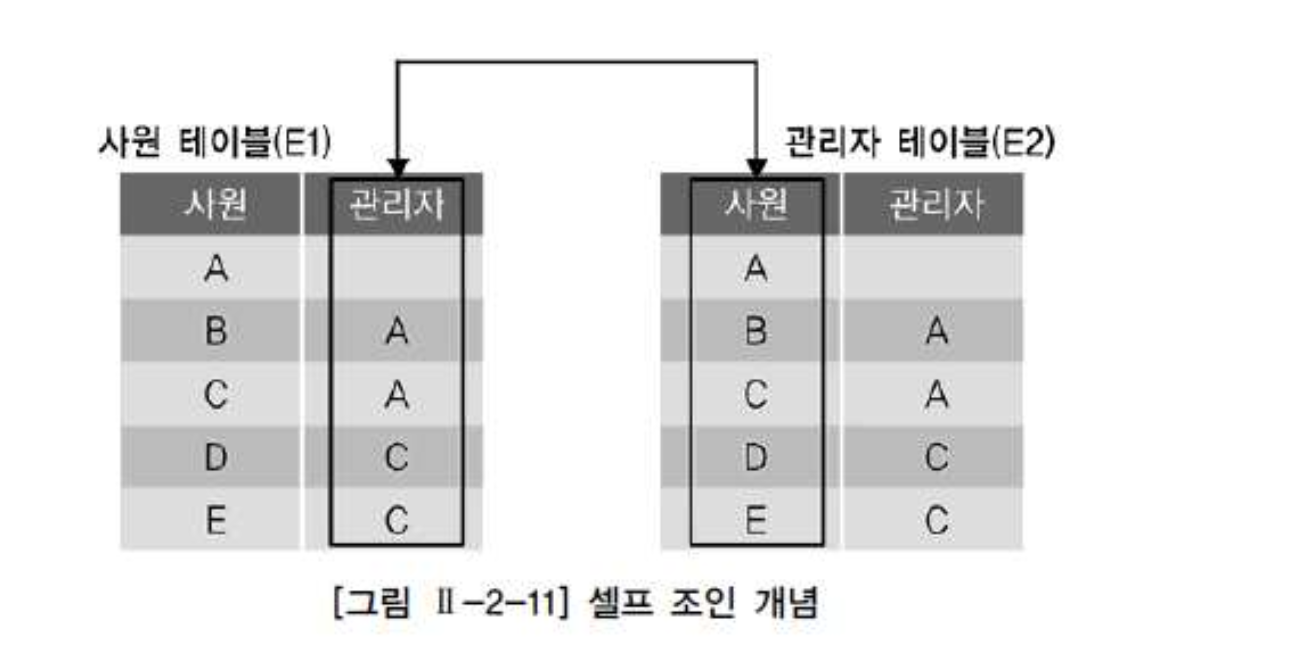 사원 테이블(E1) 관리자 테이블(E2)
사원 관리자 사원 관리자
A A
B A B A
C A C A
D C D C
E C E C
[그림 Ⅱ-2-11] 셀프 조인 개념